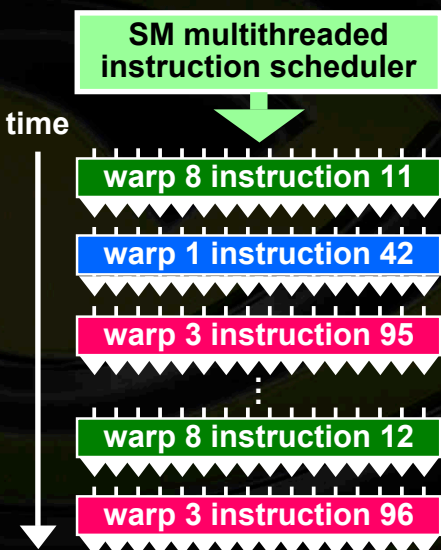 SM multithreaded
instruction scheduler
time
warp 8 instruction 11
warp 1 instruction 42
warp 3 instruction 95
⋮
warp 8 instruction 12
warp 3 instruction 96